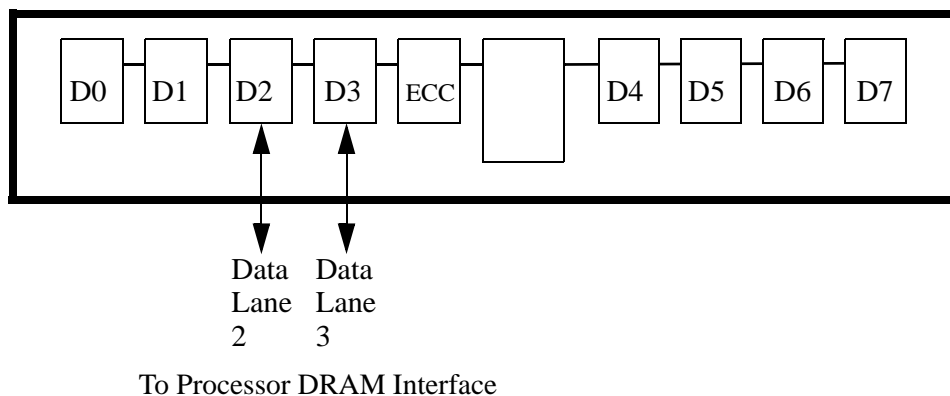 D0 D1 D2 D3 ECC D4 D5 D6 D7
Data Data
Lane Lane
2 3
To Processor DRAM Interface